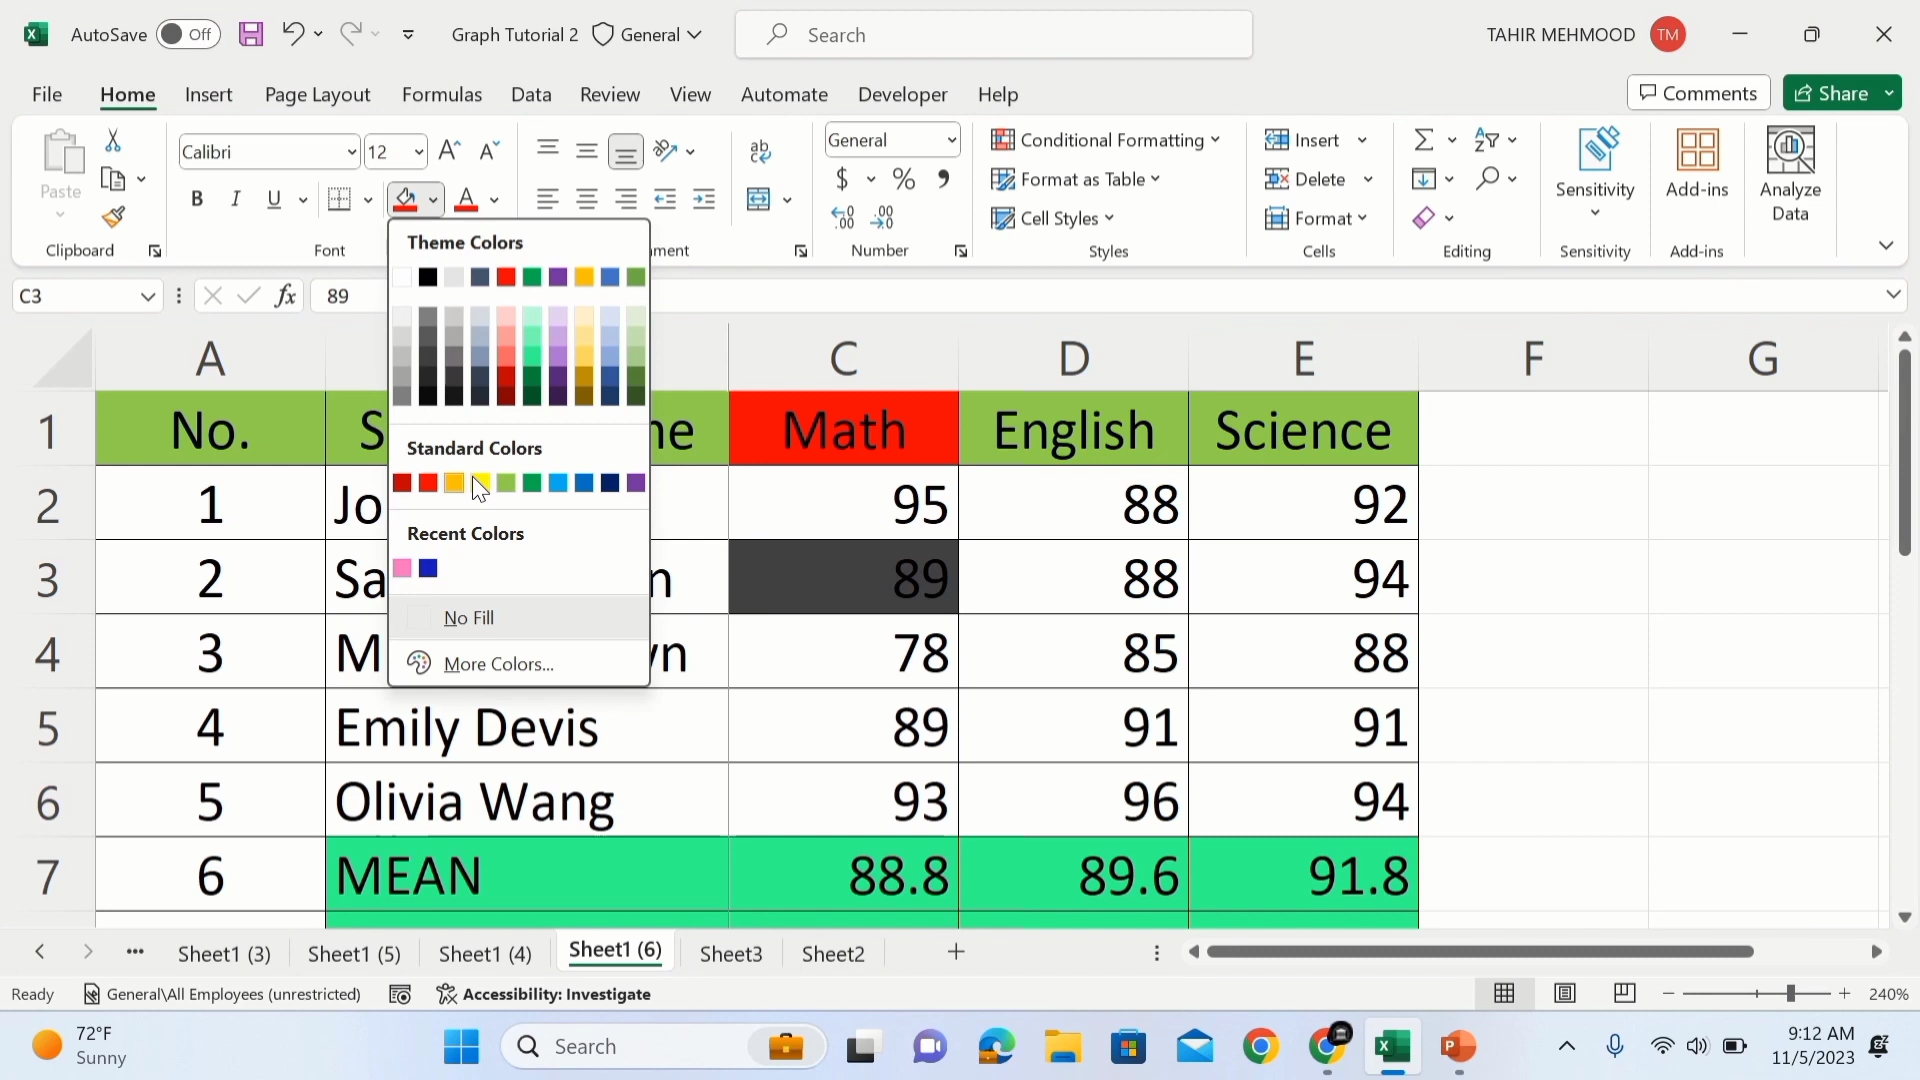 AutoSave Off Graph Tutorial 2 General Search TAHIR MEHMOOD TM
File Home Insert Page Layout Formulas Data Review View Automate Developer Help Comments Share
Paste
Calibri 12
B I U A
ab
General
$ % ,
.00
Conditional Formatting
Format as Table
Cell Styles
Insert
Delete
Format
Sensitivity
Add-ins
Analyze Data
Clipboard Font Number Styles Cells Editing Sensitivity Add-ins
C3 fx 89
Theme Colors
Standard Colors
Recent Colors
No Fill
More Colors...
A C D E F G
1 No. Math English Science
2 1 95 88 92
3 2 89 88 94
4 3 78 85 88
5 4 Emily Devis 89 91 91
6 5 Olivia Wang 93 96 94
7 6 MEAN 88.8 89.6 91.8
Sheet1 (3) Sheet1 (5) Sheet1 (4) Sheet1 (6) Sheet3 Sheet2
Ready General\All Employees (unrestricted) Accessibility: Investigate 240%
72°F
Sunny
Search
9:12 AM
11/5/2023